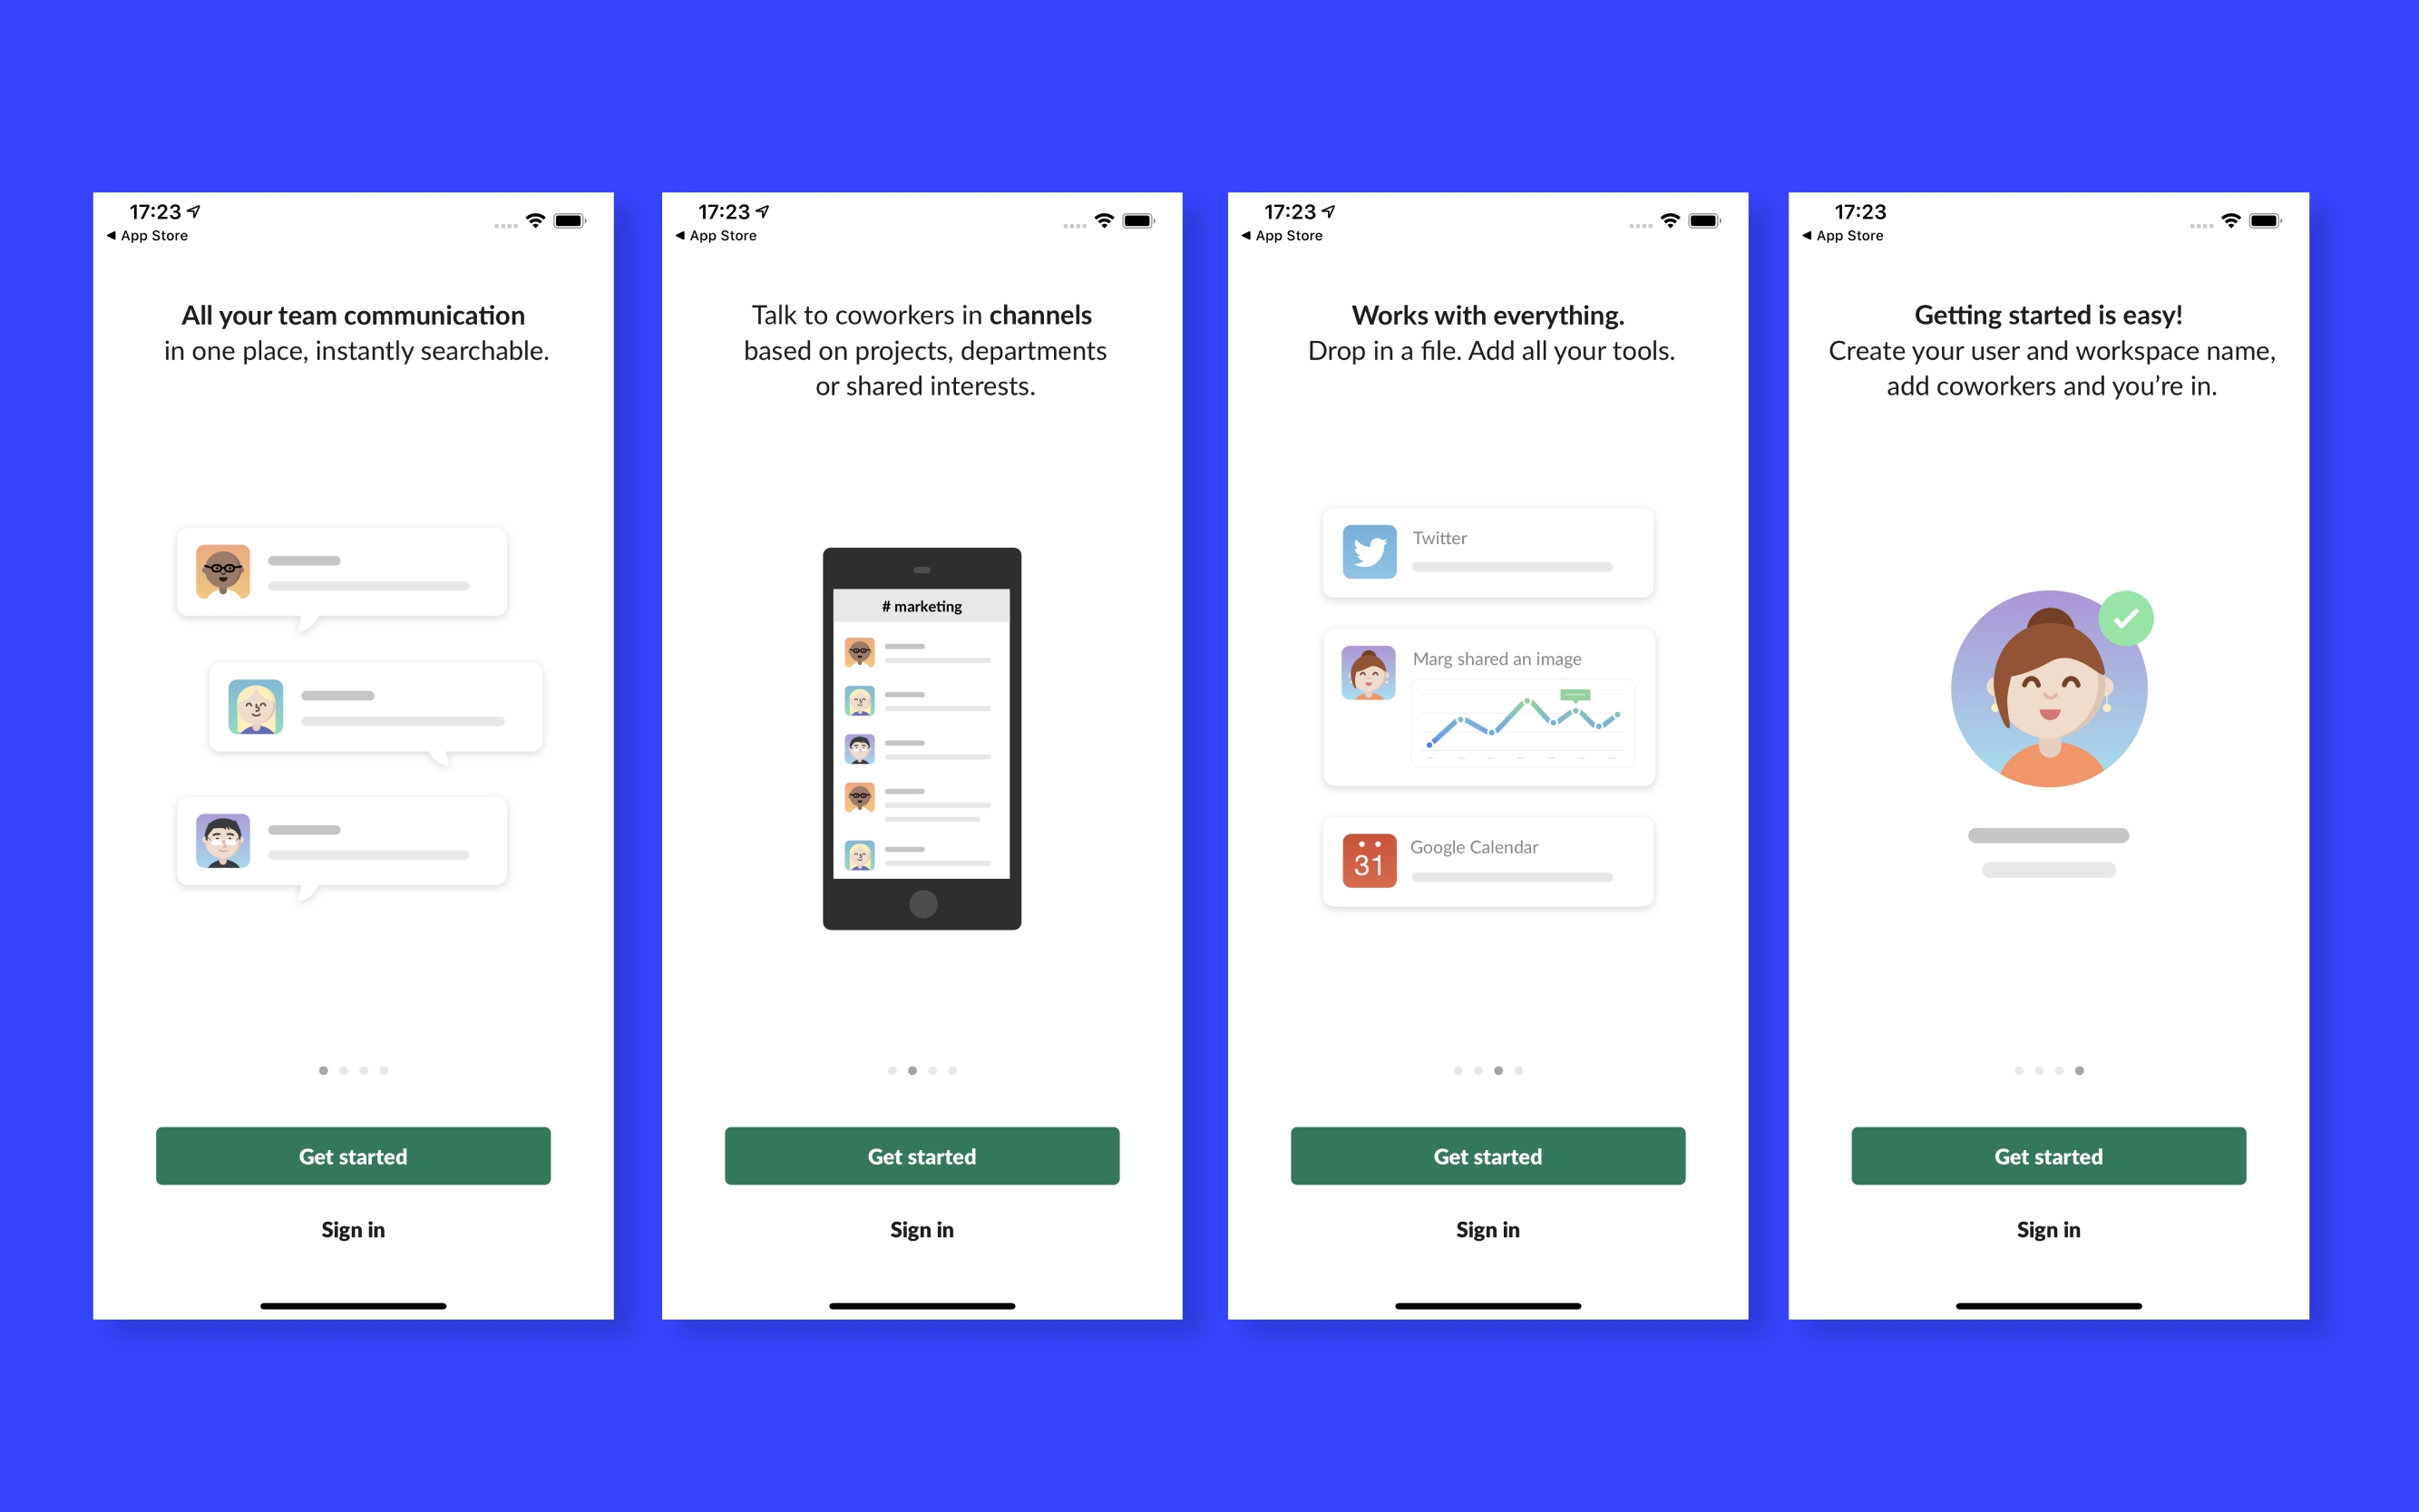 17:23
App Store
All your team communication
in one place, instantly searchable.
Get started
Sign in
17:23
App Store
Talk to coworkers in channels
based on projects, departments
or shared interests.
# marketing
Get started
Sign in
17:23
App Store
Works with everything.
Drop in a file. Add all your tools.
Twitter
Marg shared an image
31
Google Calendar
Get started
Sign in
17:23
App Store
Getting started is easy!
Create your user and workspace name,
add coworkers and you’re in.
Get started
Sign in